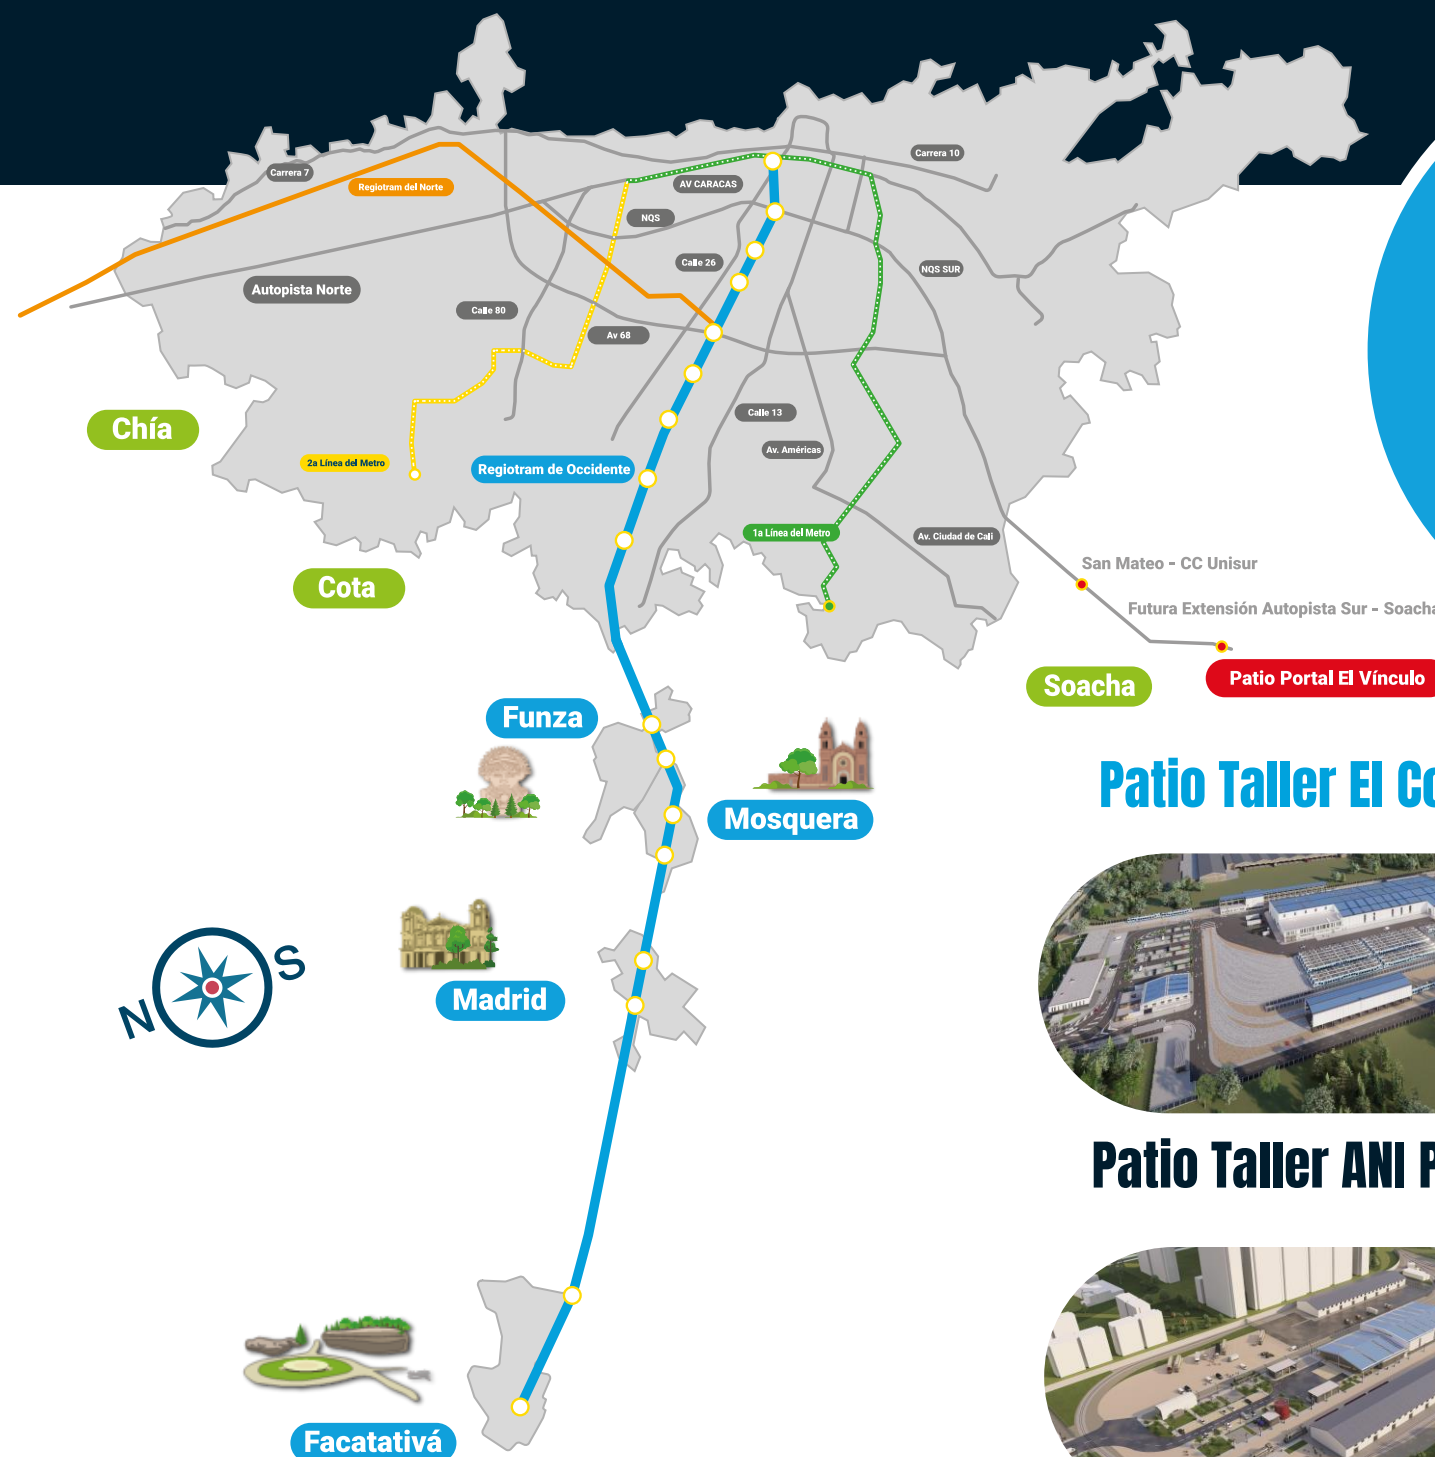 Carrera 10
Carrera 7
AV CARACAS
Registram del Norte
NQS
Calle 26
NQS SUR
Autopista Norte
Calle 80
Av 68
Calle 13
Chía
Av. Américas
2a Línea del Metro
Registram de Occidente
1a Línea del Metro
Av. Ciudad de Cali
San Mateo - CC Unisur
Cota
Futura Extensión Autopista Sur - Soacha
Patio Portal El Vínculo
Soacha
Funza
Patio Taller El Co
Mosquera
N
S
Madrid
Patio Taller ANI P
Facatativá